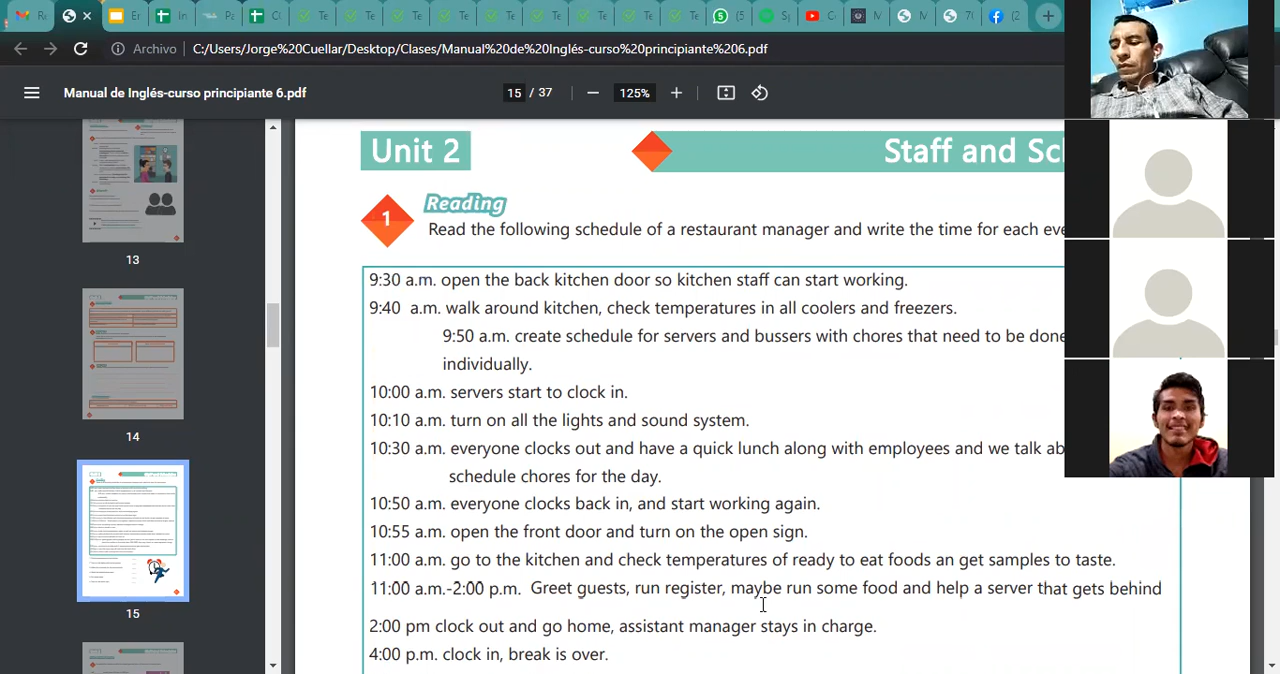 Archivo C:/Users/Jorge%20Cuellar/Desktop/Clases/Manual%20de%20Inglés-curso%20principiante%206.pdf
Manual de Inglés-curso principiante 6.pdf 15 / 37 125%
13
14
15
Unit 2 Staff and
Reading
1
Read the following schedule of a restaurant manager and write the time for each
9:30 a.m. open the back kitchen door so kitchen staff can start working.
9:40 a.m. walk around kitchen, check temperatures in all coolers and freezers.
9:50 a.m. create schedule for servers and bussers with chores that need to be done
individually.
10:00 a.m. servers start to clock in.
10:10 a.m. turn on all the lights and sound system.
10:30 a.m. everyone clocks out and have a quick lunch along with employees and we talk
schedule chores for the day.
10:50 a.m. everyone clocks back in, and start working again.
10:55 a.m. open the front door and turn on the open sign.
11:00 a.m. go to the kitchen and check temperatures of ready to eat foods an get samples to taste.
11:00 a.m.-2:00 p.m. Greet guests, run register, maybe run some food and help a server that gets behind
2:00 pm clock out and go home, assistant manager stays in charge.
4:00 p.m. clock in, break is over.